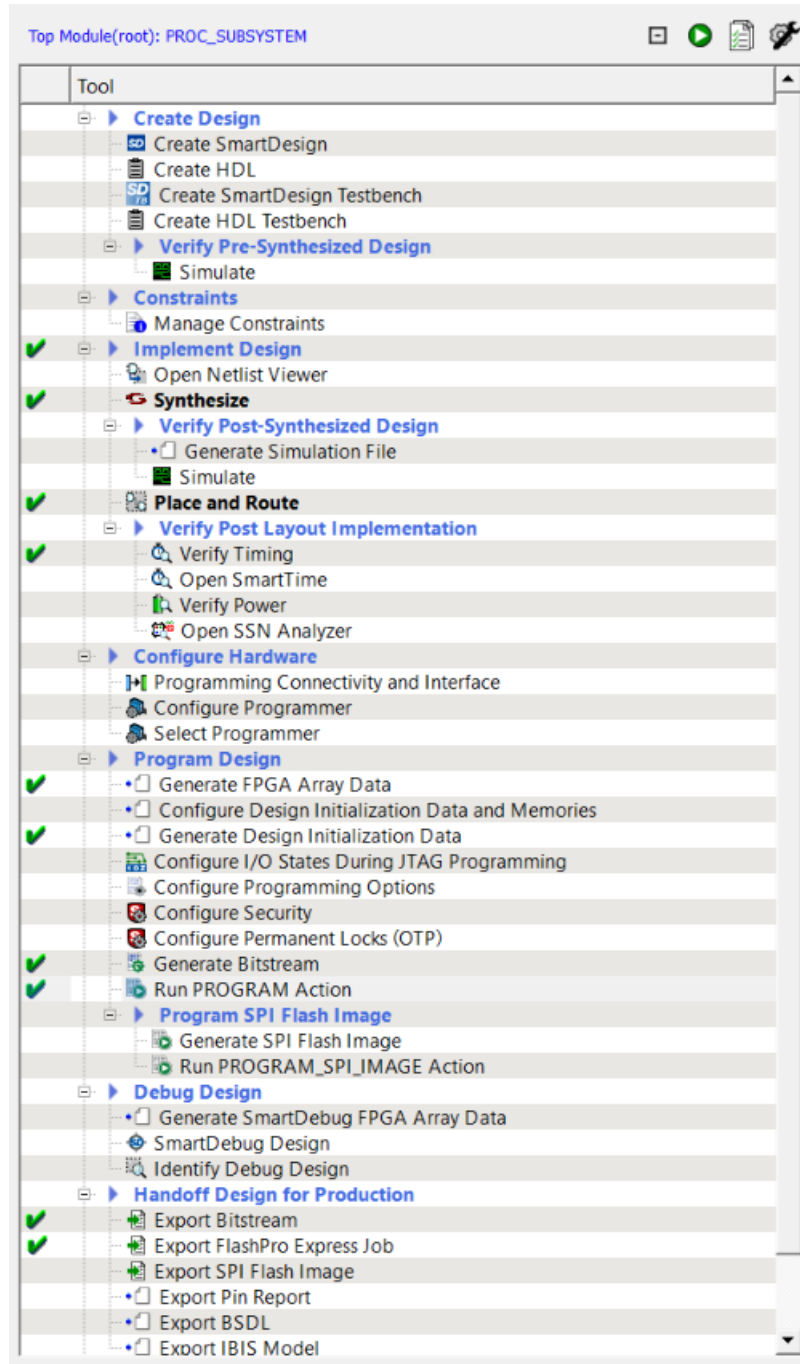 Top Module(root): PROC_SUBSYSTEM
Tool
Create Design
Create SmartDesign
Create HDL
Create SmartDesign Testbench
Create HDL Testbench
Verify Pre-Synthesized Design
Simulate
Constraints
Manage Constraints
Implement Design
Open Netlist Viewer
Synthesize
Verify Post-Synthesized Design
Generate Simulation File
Simulate
Place and Route
Verify Post Layout Implementation
Verify Timing
Open SmartTime
Verify Power
Open SSN Analyzer
Configure Hardware
Programming Connectivity and Interface
Configure Programmer
Select Programmer
Program Design
Generate FPGA Array Data
Configure Design Initialization Data and Memories
Generate Design Initialization Data
Configure I/O States During JTAG Programming
Configure Programming Options
Configure Security
Configure Permanent Locks (OTP)
Generate Bitstream
Run PROGRAM Action
Program SPI Flash Image
Generate SPI Flash Image
Run PROGRAM_SPI_IMAGE Action
Debug Design
Generate SmartDebug FPGA Array Data
SmartDebug Design
Identify Debug Design
Handoff Design for Production
Export Bitstream
Export FlashPro Express Job
Export SPI Flash Image
Export Pin Report
Export BSDL
Export IBIS Model